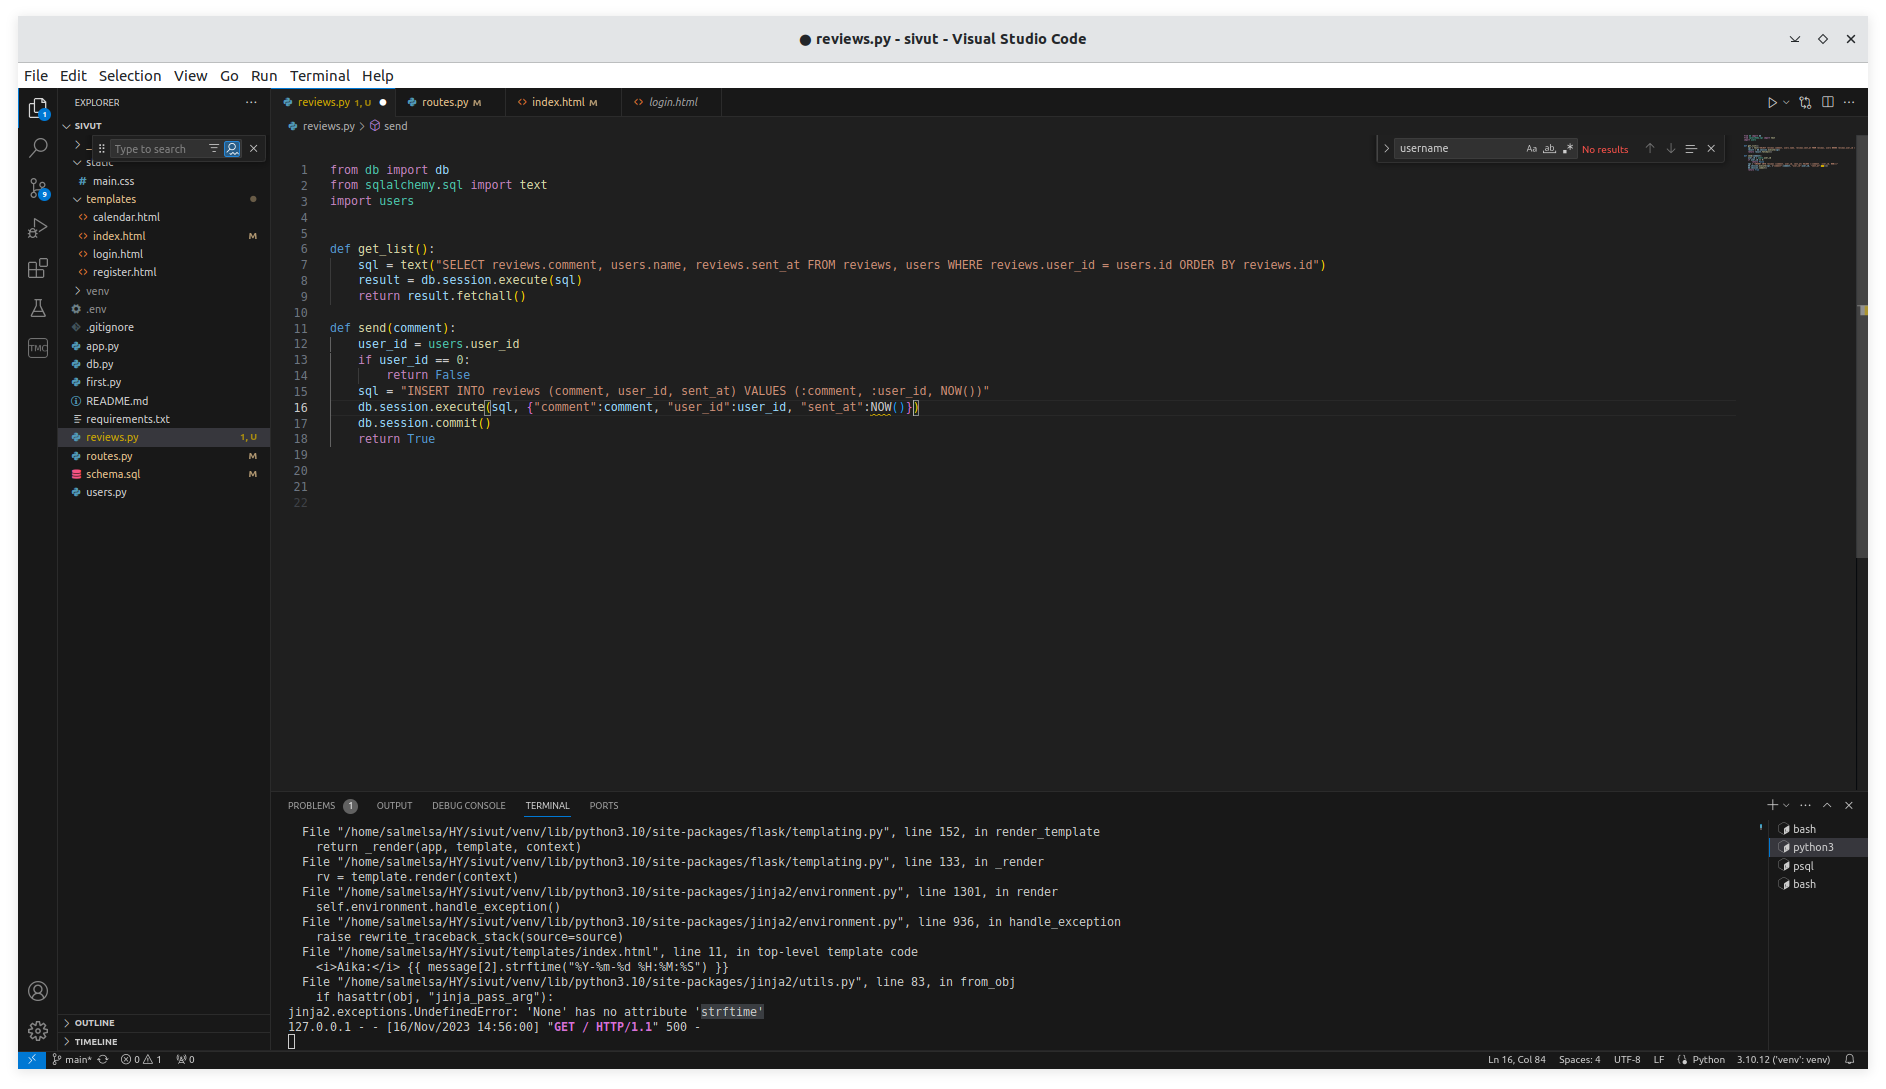 reviews.py - sivut - Visual Studio Code
File Edit Selection View Go Run Terminal Help
EXPLORER
SIVUT
Type to search
static
main.css
templates
calendar.html
index.html M
login.html
register.html
venv
.env
.gitignore
app.py
db.py
first.py
README.md
requirements.txt
reviews.py 1, U
routes.py M
schema.sql M
users.py
OUTLINE
TIMELINE
TMC
1
9
reviews.py 1, U routes.py M index.html M login.html
reviews.py > send
username Aa ab No results
1 from db import db
2 from sqlalchemy.sql import text
3 import users
4
5
6 def get_list():
7 sql = text("SELECT reviews.comment, users.name, reviews.sent_at FROM reviews, users WHERE reviews.user_id = users.id ORDER BY reviews.id")
8 result = db.session.execute(sql)
9 return result.fetchall()
10
11 def send(comment):
12 user_id = users.user_id
13 if user_id == 0:
14 return False
15 sql = "INSERT INTO reviews (comment, user_id, sent_at) VALUES (:comment, :user_id, NOW())"
16 db.session.execute(sql, {"comment":comment, "user_id":user_id, "sent_at":NOW()})
17 db.session.commit()
18 return True
19
20
21
22
PROBLEMS 1 OUTPUT DEBUG CONSOLE TERMINAL PORTS
File "/home/salmelsa/HY/sivut/venv/lib/python3.10/site-packages/flask/templating.py", line 152, in render_template
return _render(app, template, context)
File "/home/salmelsa/HY/sivut/venv/lib/python3.10/site-packages/flask/templating.py", line 133, in _render
rv = template.render(context)
File "/home/salmelsa/HY/sivut/venv/lib/python3.10/site-packages/jinja2/environment.py", line 1301, in render
self.environment.handle_exception()
File "/home/salmelsa/HY/sivut/venv/lib/python3.10/site-packages/jinja2/environment.py", line 936, in handle_exception
raise rewrite_traceback_stack(source=source)
File "/home/salmelsa/HY/sivut/templates/index.html", line 11, in top-level template code
<i>Aika:</i> {{ message[2].strftime("%Y-%m-%d %H:%M:%S") }}
File "/home/salmelsa/HY/sivut/venv/lib/python3.10/site-packages/jinja2/utils.py", line 83, in from_obj
if hasattr(obj, "jinja_pass_arg"):
jinja2.exceptions.UndefinedError: 'None' has no attribute 'strftime'
127.0.0.1 - - [16/Nov/2023 14:56:00] "GET / HTTP/1.1" 500 -
bash
python3
psql
bash
main* 0 1 0 Ln 16, Col 84 Spaces: 4 UTF-8 LF Python 3.10.12 ('venv': venv)